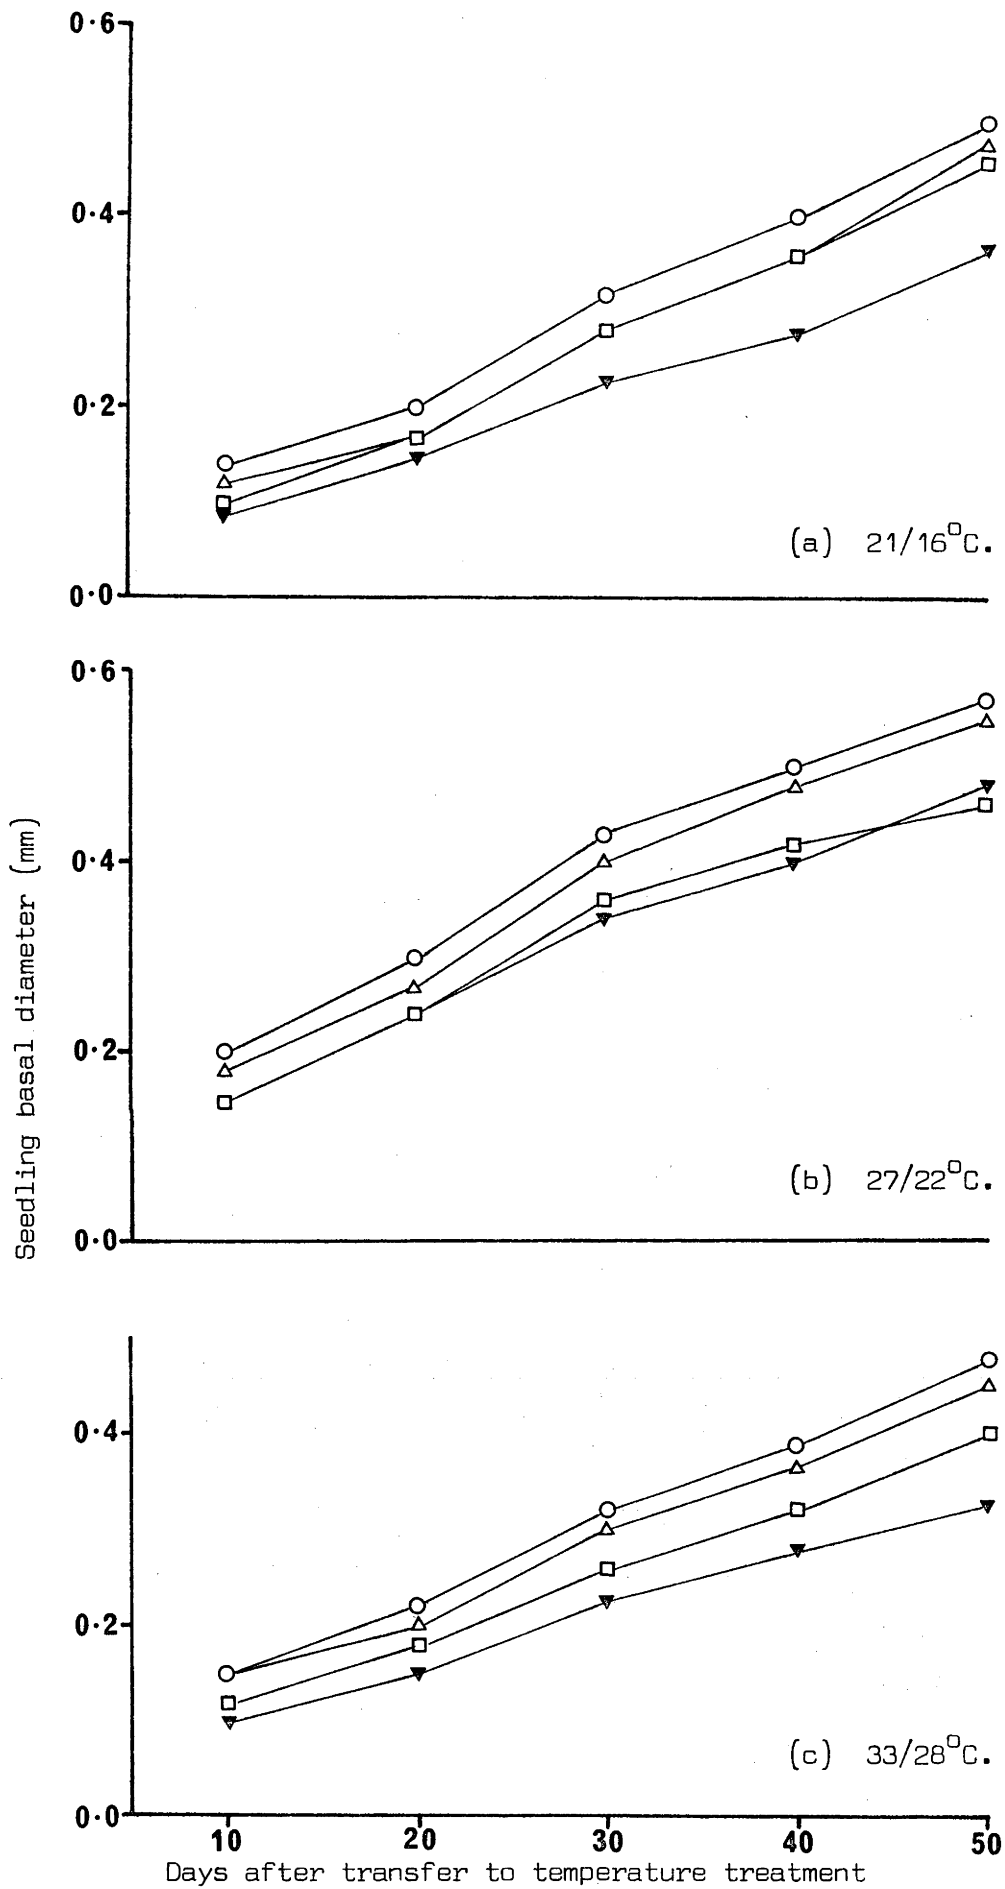 0·6
0·4
0·2
0·0
(a) 21/16°C.
0·6
0·4
0·2
0·0
(b) 27/22°C.
Seedling basal diameter (mm)
0·4
0·2
0·0
(c) 33/28°C.
10 20 30 40 50
Days after transfer to temperature treatment